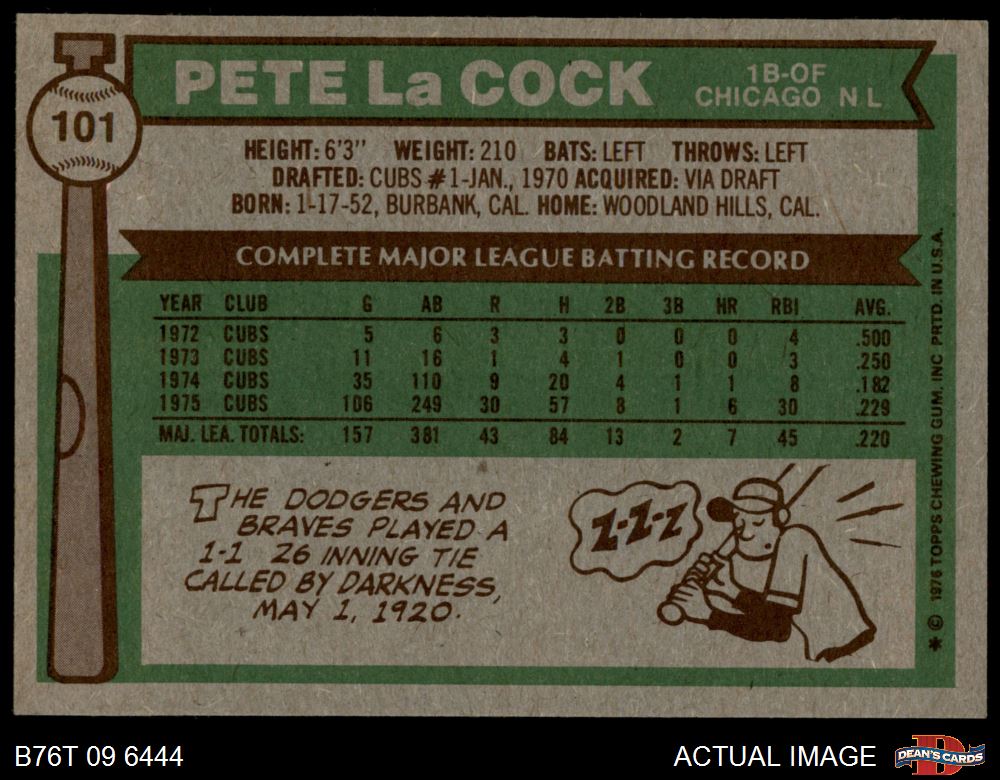 101
PETE La COCK
1B-OF
CHICAGO N L
HEIGHT: 6'3" WEIGHT: 210 BATS: LEFT THROWS: LEFT
DRAFTED: CUBS #1-JAN., 1970 ACQUIRED: VIA DRAFT
BORN: 1-17-52, BURBANK, CAL. HOME: WOODLAND HILLS, CAL.
COMPLETE MAJOR LEAGUE BATTING RECORD
YEAR CLUB G AB R H 2B 3B HR RBI AVG.
1972 CUBS 5 6 3 3 0 0 0 4 .500
1973 CUBS 11 16 1 4 1 0 0 3 .250
1974 CUBS 35 110 9 20 4 1 1 8 .182
1975 CUBS 106 249 30 57 8 1 6 30 .229
MAJ. LEA. TOTALS: 157 381 43 84 13 2 7 45 .220
THE DODGERS AND
BRAVES PLAYED A
1-1 26 INNING TIE
CALLED BY DARKNESS,
MAY 1, 1920.
Z-Z-Z
* © 1976 TOPPS CHEWING GUM. INC PRTD. IN U.S.A.
B76T 09 6444
ACTUAL IMAGE
D
DEAN'S CARDS